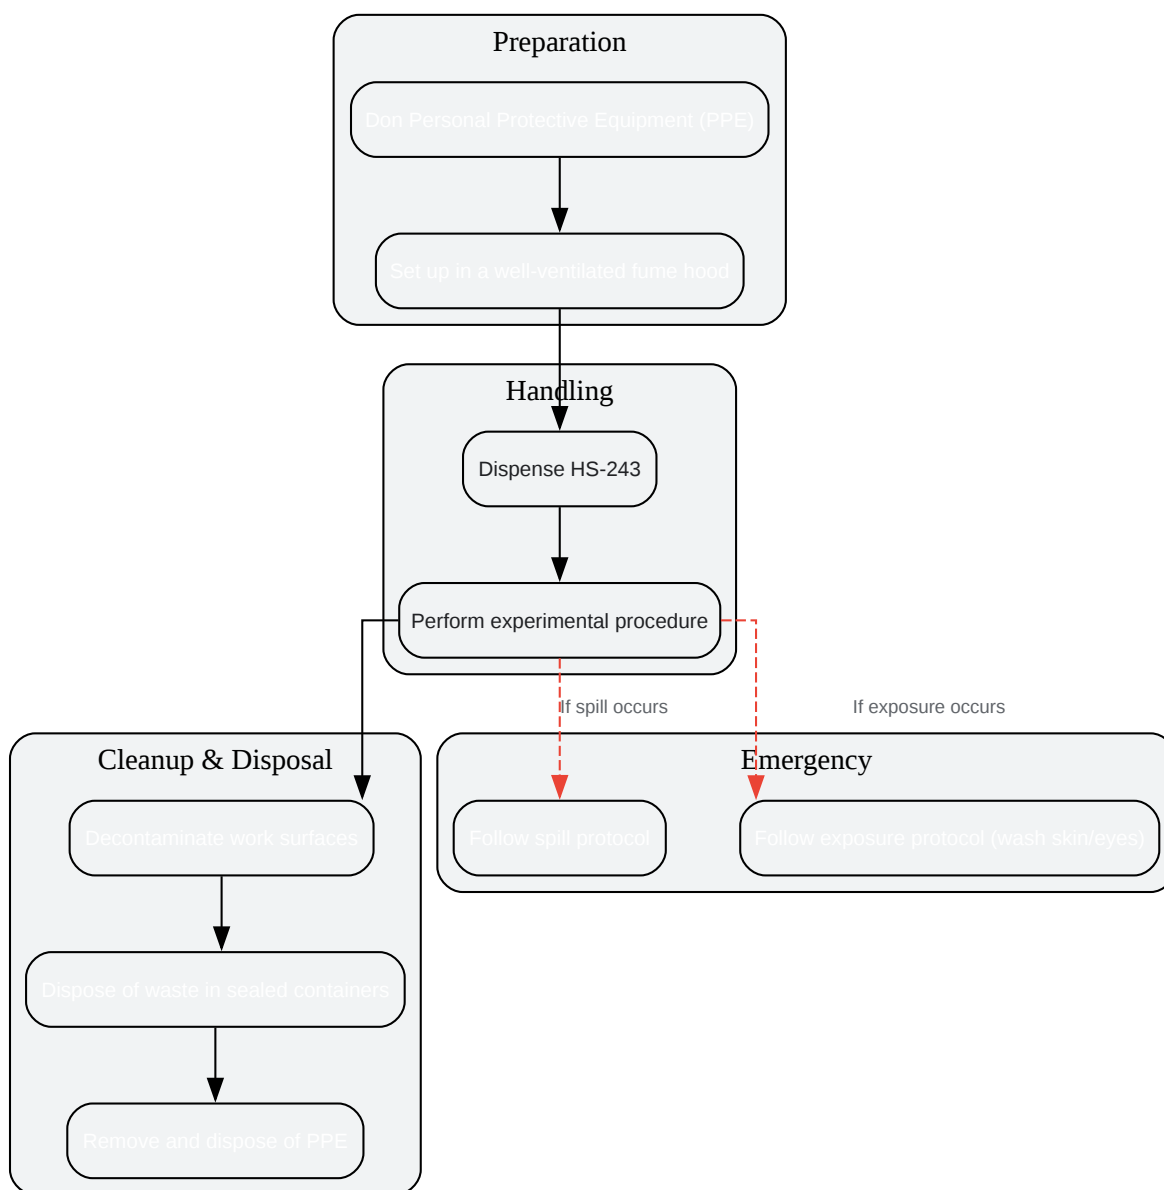 Preparation
Don Personal Protective Equipment (PPE)
Set up in a well-ventilated fume hood
Handling
Dispense HS-243
Perform experimental procedure
If spill occurs
If exposure occurs
Cleanup & Disposal
Emergency
Decontaminate work surfaces
Follow spill protocol
Follow exposure protocol (wash skin/eyes)
Dispose of waste in sealed containers
Remove and dispose of PPE